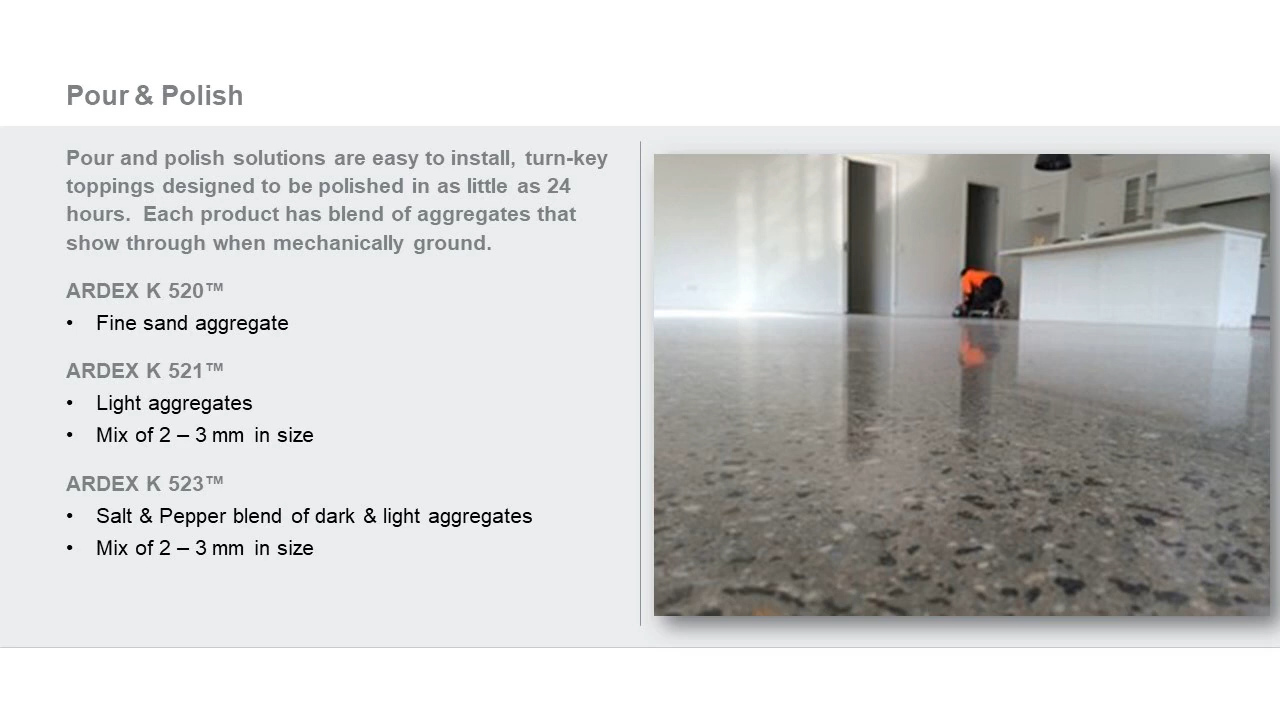 Pour & Polish
Pour and polish solutions are easy to install, turn-key
toppings designed to be polished in as little as 24
hours.  Each product has blend of aggregates that
show through when mechanically ground.
ARDEX K 520™
• Fine sand aggregate
ARDEX K 521™
• Light aggregates
• Mix of 2 – 3 mm in size
ARDEX K 523™
• Salt & Pepper blend of dark & light aggregates
• Mix of 2 – 3 mm in size